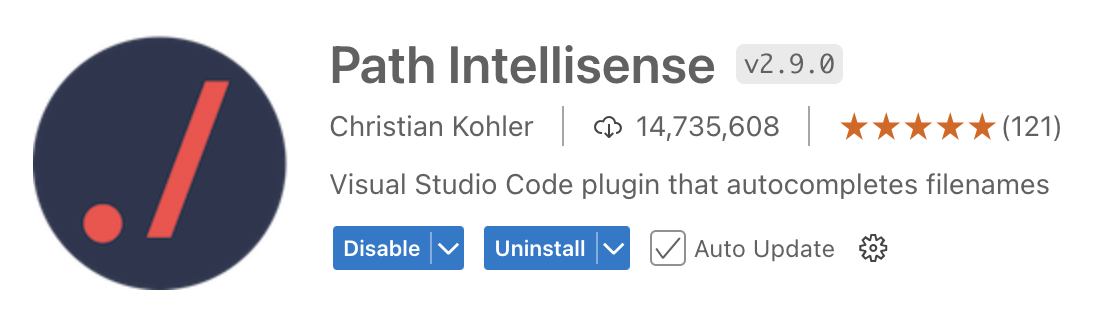 ./
Path Intellisense v2.9.0
Christian Kohler 14,735,608 ★★★★★(121)
Visual Studio Code plugin that autocompletes filenames
Disable Uninstall Auto Update